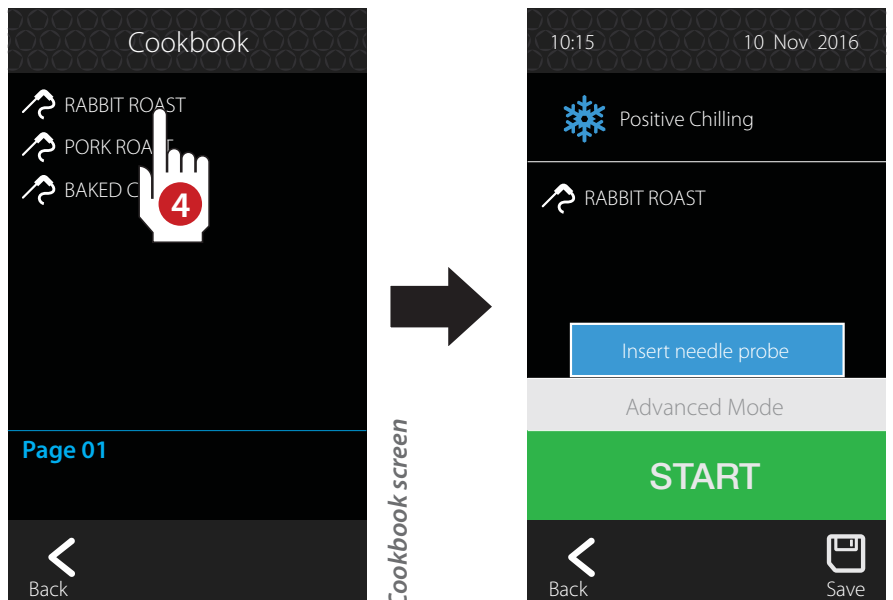 Cookbook
RABBIT ROAST
PORK ROAST
BAKED C
4
Page 01
Back
Cookbook screen
10:15 10 Nov 2016
Positive Chilling
RABBIT ROAST
Insert needle probe
Advanced Mode
START
Back Save